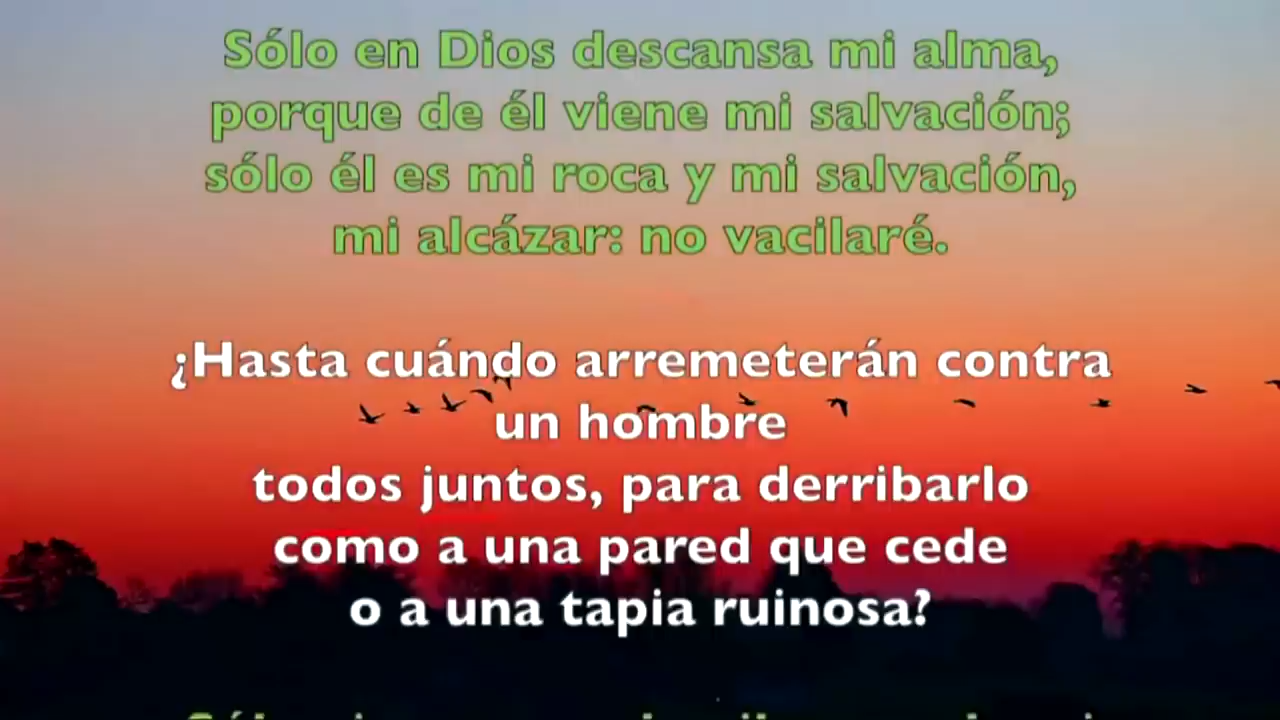 Sólo en Dios descansa mi alma,
porque de él viene mi salvación;
sólo él es mi roca y mi salvación,
mi alcázar: no vacilaré.
¿Hasta cuándo arremeterán contra
un hombre
todos juntos, para derribarlo
como a una pared que cede
o a una tapia ruinosa?